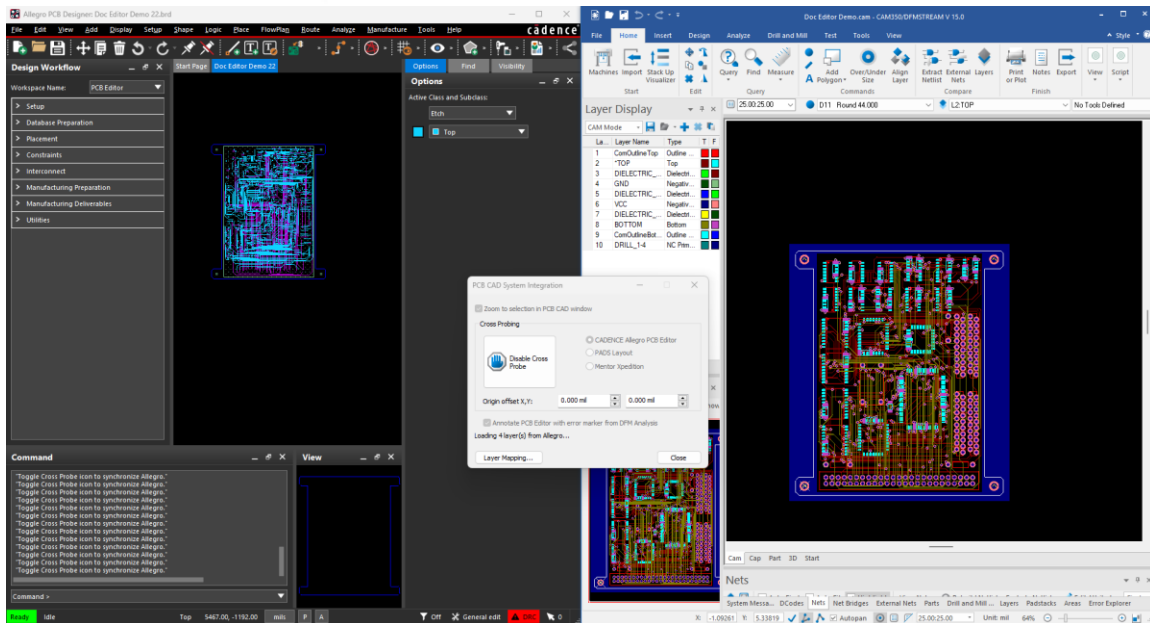 Allegro PCB Designer: Doc Editor Demo 22.brd
File Edit View Add Display Setup Shape Logic Place FlowPlan Route Analyze Manufacture Tools Help
cādence
Design Workflow
Workspace Name: PCB Editor
> Setup
> Database Preparation
> Placement
> Constraints
> Interconnect
> Manufacturing Preparation
> Manufacturing Deliverables
> Utilities
Start Page Doc Editor Demo 22
Options Find Visibility
Options
Active Class and Subclass:
Etch
Top
Command
"Toggle Cross Probe icon to synchronize Allegro."
"Toggle Cross Probe icon to synchronize Allegro."
"Toggle Cross Probe icon to synchronize Allegro."
"Toggle Cross Probe icon to synchronize Allegro."
"Toggle Cross Probe icon to synchronize Allegro."
"Toggle Cross Probe icon to synchronize Allegro."
"Toggle Cross Probe icon to synchronize Allegro."
"Toggle Cross Probe icon to synchronize Allegro."
"Toggle Cross Probe icon to synchronize Allegro."
"Toggle Cross Probe icon to synchronize Allegro."
"Toggle Cross Probe icon to synchronize Allegro."
"Toggle Cross Probe icon to synchronize Allegro."
Command >
View
Ready Idle Top 5467.00, -1192.00 mils P A Off General edit DRC 0
PCB CAD System Integration
Zoom to selection in PCB CAD window
Cross Probing
Disable Cross
Probe
CADENCE Allegro PCB Editor
PADS Layout
Mentor Xpedition
Origin offset X,Y: 0.000 mil 0.000 mil
Annotate PCB Editor with error marker from DFM Analysis
Loading 4 layer(s) from Allegro...
Layer Mapping... Close
Doc Editor Demo.cam - CAM350/DFMSTREAM V 15.0
File Home Insert Design Analyze Drill and Mill Test Tools View
Style
Machines Import Stack Up
Visualizer
Query Find Measure
Add
Polygon
Over/Under
Size
Align
Layer
Extract
Netlist
External
Nets
Layers
Print
or Plot
Notes Export View Script
Start Edit Query Commands Compare Finish
25.00:25.00 D11 Round 44.000 L2:TOP No Tools Defined
Layer Display
CAM Mode
La... Layer Name Type T F
1 ComOutlineTop Outline ...
2 *TOP Top
3 DIELECTRIC_... Dielectri...
4 GND Negativ...
5 DIELECTRIC_... Dielectri...
6 VCC Negativ...
7 DIELECTRIC_... Dielectri...
8 BOTTOM Bottom
9 ComOutlineBot... Outline ...
10 DRILL_1-4 NC Prim...
Cam Cap Part 3D Start
Nets
System Messa... DCodes Nets Net Bridges External Nets Parts Drill and Mill ... Layers Padstacks Areas Error Explorer
X: -1.09261 Y: 5.33819 Autopan 25.00:25.00 Unit: mil 64%